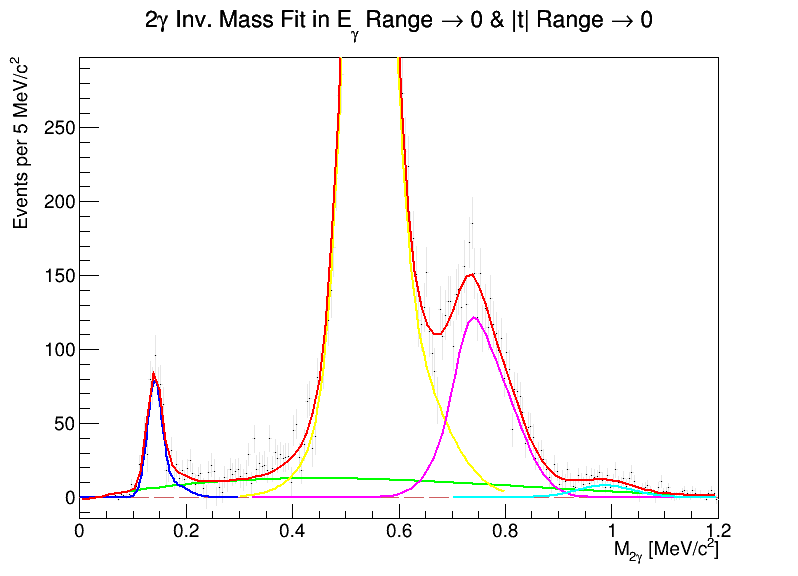 2γ Inv. Mass Fit in Eγ Range → 0 & |t| Range → 0
Events per 5 MeV/c²
250
200
150
100
50
0
0 0.2 0.4 0.6 0.8 1 1.2
M2γ [MeV/c²]